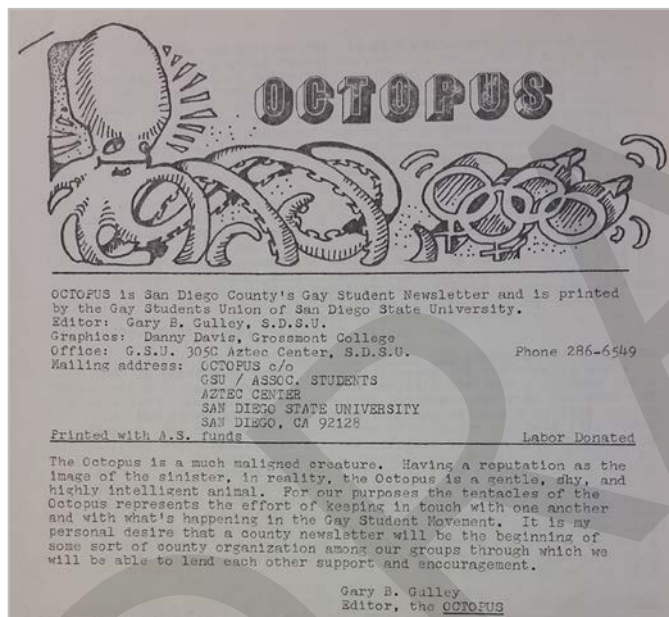 OCTOPUS
OCTOPUS is San Diego County's Gay Student Newsletter and is printed
by the Gay Students Union of San Diego State University.
Editor: Gary B. Gulley, S.D.S.U.
Graphics: Danny Davis, Grossmont College
Office: G.S.U. 305C Aztec Center, S.D.S.U. Phone 286-6549
Mailing address: OCTOPUS c/o
GSU / ASSOC. STUDENTS
AZTEC CENTER
SAN DIEGO STATE UNIVERSITY
SAN DIEGO, CA 92128
Printed with A.S. funds Labor Donated
The Octopus is a much maligned creature. Having a reputation as the
image of the sinister, in reality, the Octopus is a gentle, shy, and
highly intelligent animal. For our purposes the tentacles of the
Octopus represents the effort of keeping in touch with one another
and with what's happening in the Gay Student Movement. It is my
personal desire that a county newsletter will be the beginning of
some sort of county organization among our groups through which we
will be able to lend each other support and encouragement.
Gary B. Gulley
Editor, the OCTOPUS